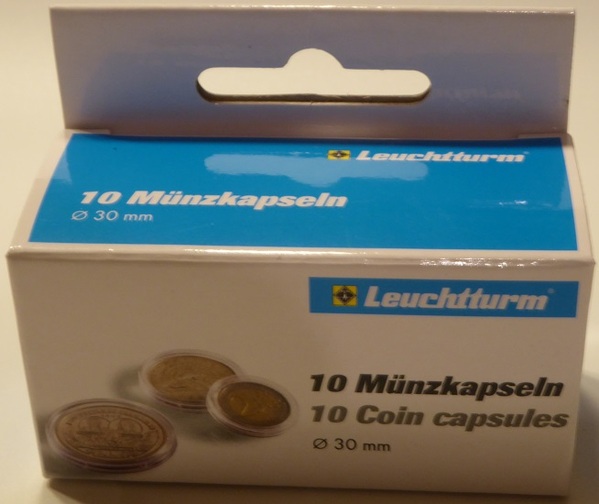 Leuchtturm®
10 Münzkapseln
Ø 30 mm
Leuchtturm®
10 Münzkapseln
10 Coin capsules
Ø 30 mm